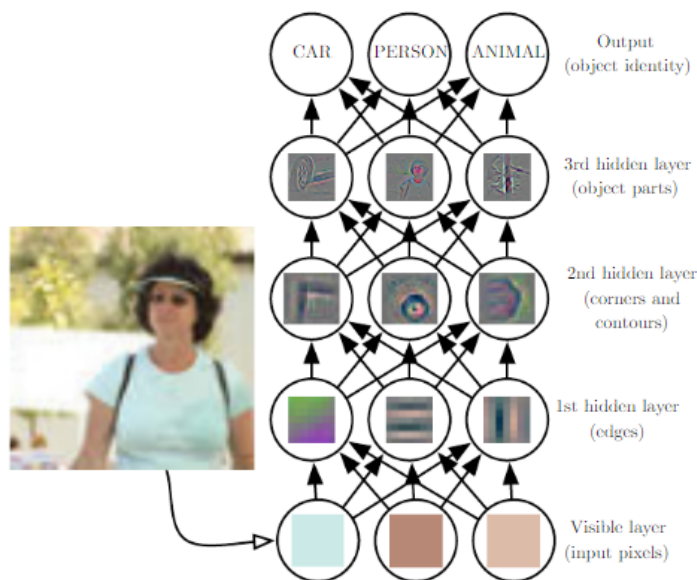 CAR PERSON ANIMAL
Output
(object identity)
3rd hidden layer
(object parts)
2nd hidden layer
(corners and
contours)
1st hidden layer
(edges)
Visible layer
(input pixels)